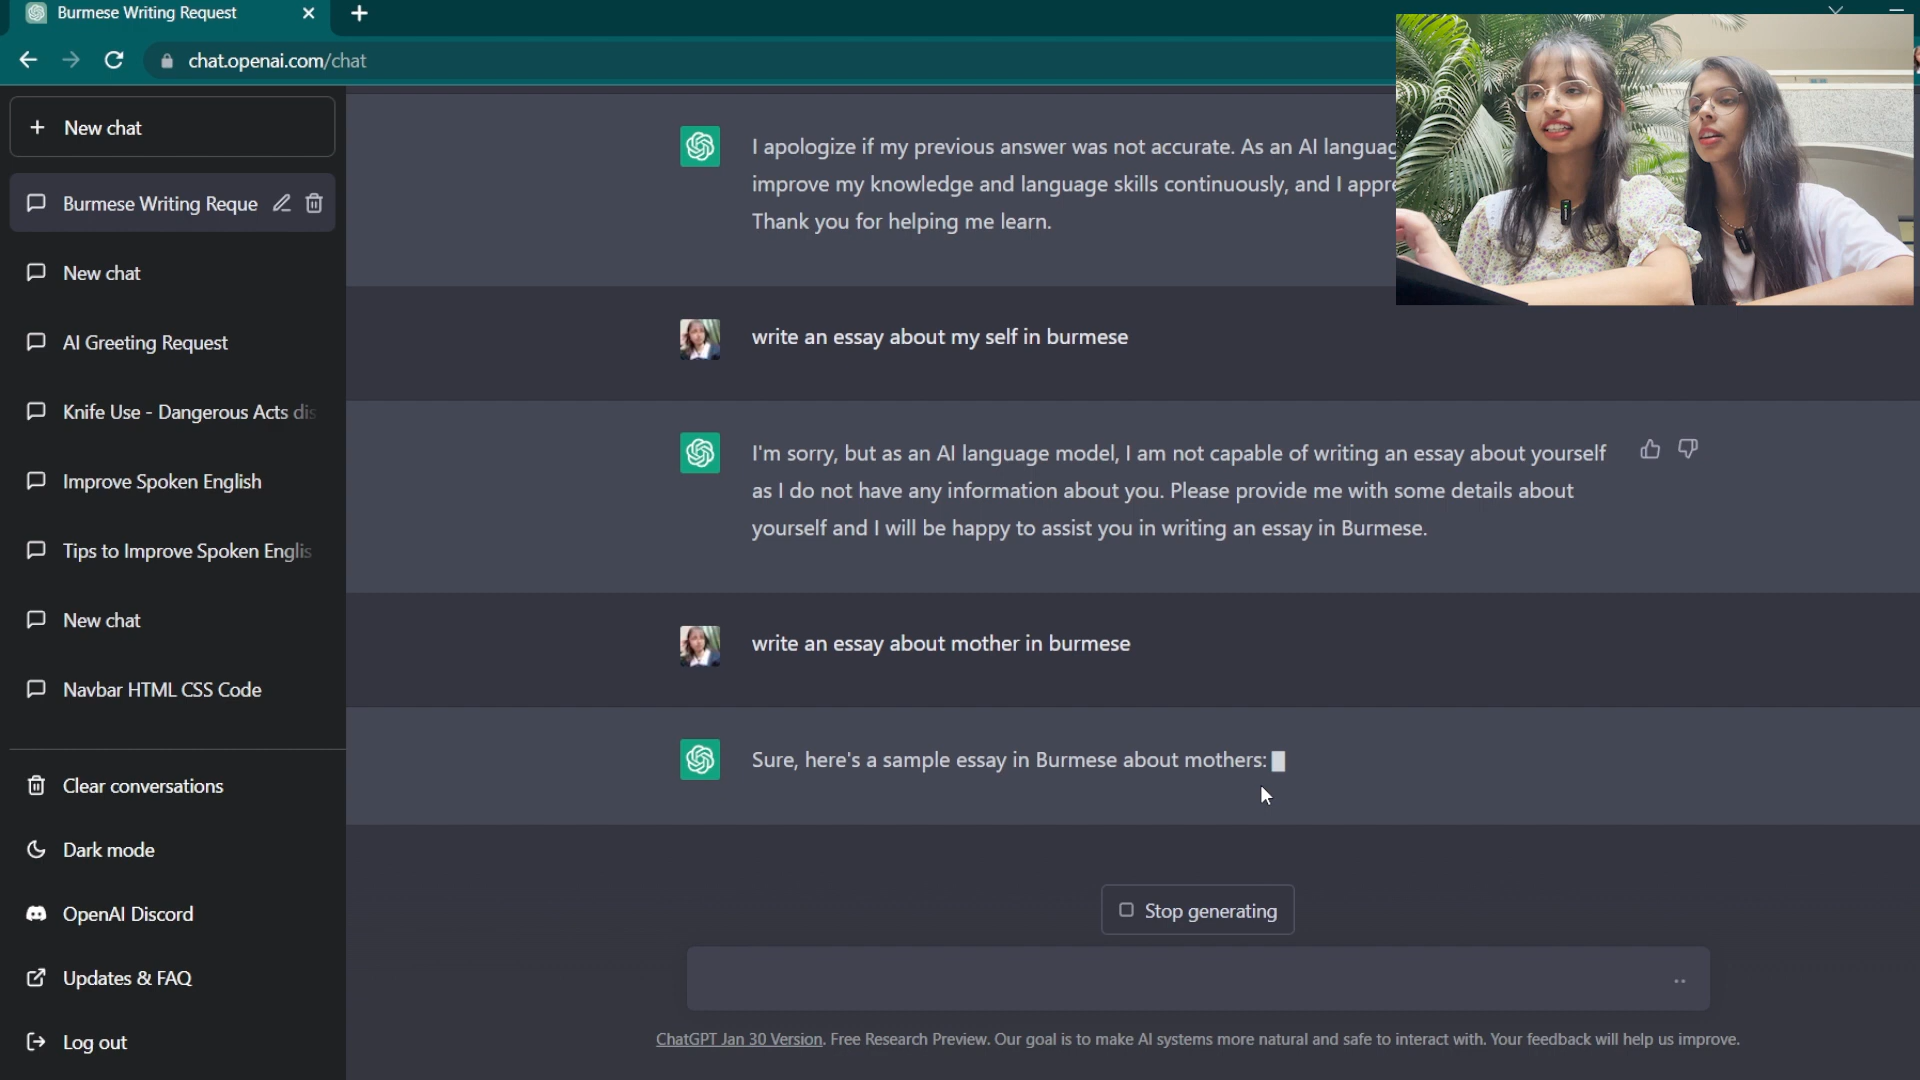 Burmese Writing Request
chat.openai.com/chat
New chat
Burmese Writing Reque
New chat
AI Greeting Request
Knife Use - Dangerous Acts dis
Improve Spoken English
Tips to Improve Spoken Englis
New chat
Navbar HTML CSS Code
Clear conversations
Dark mode
OpenAI Discord
Updates & FAQ
Log out
I apologize if my previous answer was not accurate. As an AI languag
improve my knowledge and language skills continuously, and I appre
Thank you for helping me learn.
write an essay about my self in burmese
I'm sorry, but as an AI language model, I am not capable of writing an essay about yourself
as I do not have any information about you. Please provide me with some details about
yourself and I will be happy to assist you in writing an essay in Burmese.
write an essay about mother in burmese
Sure, here's a sample essay in Burmese about mothers:
Stop generating
ChatGPT Jan 30 Version. Free Research Preview. Our goal is to make AI systems more natural and safe to interact with. Your feedback will help us improve.